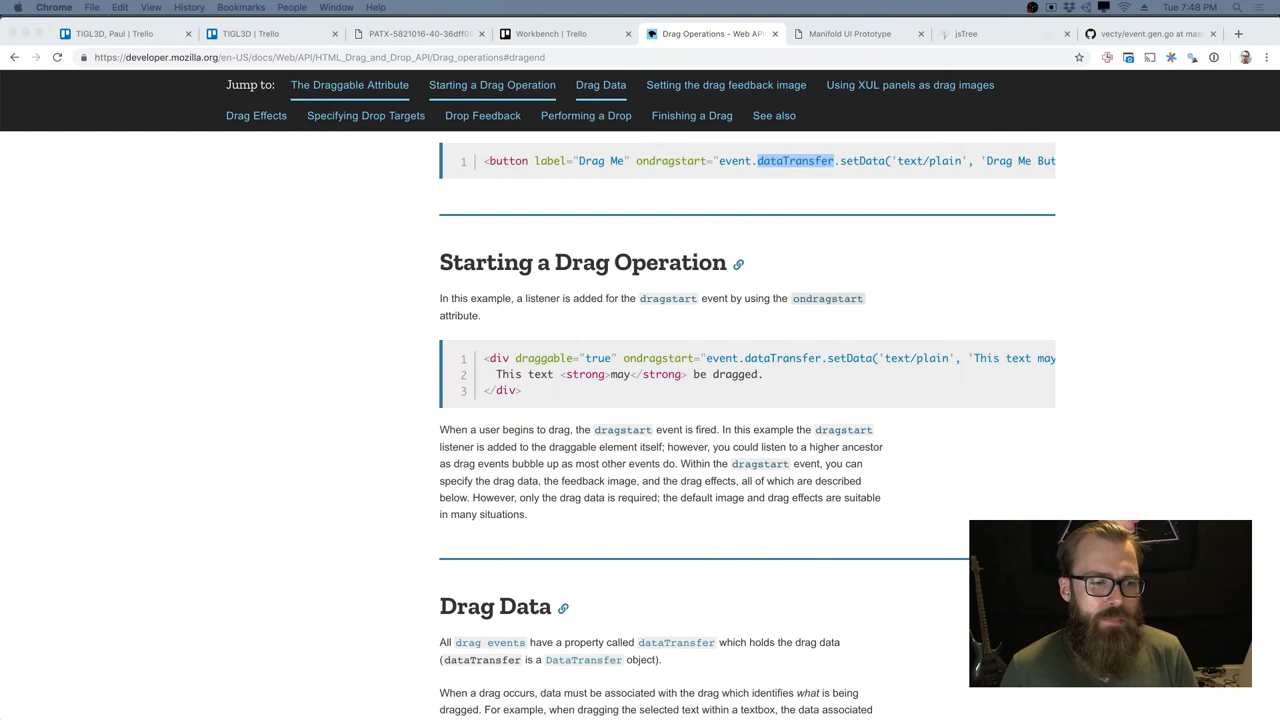 Chrome File Edit View History Bookmarks People Window Help Tue 7:48 PM
TIGL3D, Paul | Trello TIGL3D | Trello PATX-5821016-40-36dff0 Workbench | Trello Drag Operations - Web API Manifold UI Prototype jsTree vecty/event.gen.go at mas
https://developer.mozilla.org/en-US/docs/Web/API/HTML_Drag_and_Drop_API/Drag_operations#dragend
Jump to: The Draggable Attribute Starting a Drag Operation Drag Data Setting the drag feedback image Using XUL panels as drag images
Drag Effects Specifying Drop Targets Drop Feedback Performing a Drop Finishing a Drag See also
1 <button label="Drag Me" ondragstart="event.dataTransfer.setData('text/plain', 'Drag Me But
Starting a Drag Operation
In this example, a listener is added for the dragstart event by using the ondragstart
attribute.
1 <div draggable="true" ondragstart="event.dataTransfer.setData('text/plain', 'This text may
2 This text <strong>may</strong> be dragged.
3 </div>
When a user begins to drag, the dragstart event is fired. In this example the dragstart
listener is added to the draggable element itself; however, you could listen to a higher ancestor
as drag events bubble up as most other events do. Within the dragstart event, you can
specify the drag data, the feedback image, and the drag effects, all of which are described
below. However, only the drag data is required; the default image and drag effects are suitable
in many situations.
Drag Data
All drag events have a property called dataTransfer which holds the drag data
(dataTransfer is a DataTransfer object).
When a drag occurs, data must be associated with the drag which identifies what is being
dragged. For example, when dragging the selected text within a textbox, the data associated